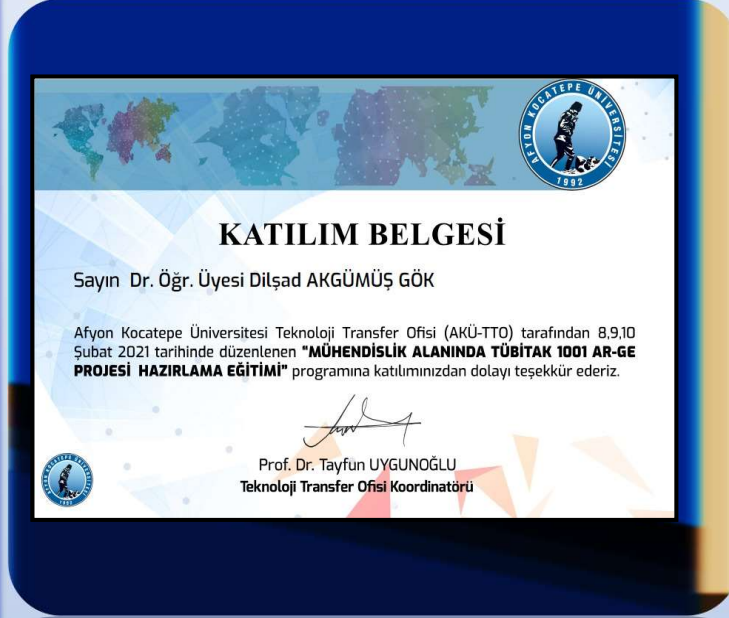 AFYON KOCATEPE ÜNİVERSİTESİ
1992
KATILIM BELGESİ
Sayın Dr. Öğr. Üyesi Dilşad AKGÜMÜŞ GÖK
Afyon Kocatepe Üniversitesi Teknoloji Transfer Ofisi (AKÜ-TTO) tarafından 8,9,10
Şubat 2021 tarihinde düzenlenen "MÜHENDİSLİK ALANINDA TÜBİTAK 1001 AR-GE
PROJESİ HAZIRLAMA EĞİTİMİ" programına katılımınızdan dolayı teşekkür ederiz.
Prof. Dr. Tayfun UYGUNOĞLU
Teknoloji Transfer Ofisi Koordinatörü